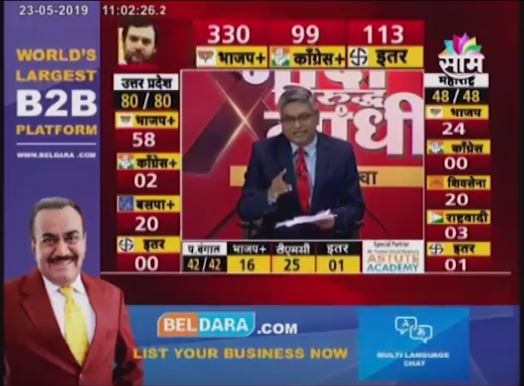 23-05-2019 11:02:26.2
330 99 113
भाजपा+ काँग्रेस+ इतर
साम
महाराष्ट्र
WORLD'S
LARGEST
B2B
PLATFORM
WWW.BELDARA.COM
उत्तर प्रदेश
80 / 80
भाजपा+
58
काँग्रेस+
02
बसपा+
20
इतर
00
विरुद्ध
गांधी
48 / 48
भाजप
24
काँग्रेस
00
शिवसेना
20
राष्ट्रवादी
03
इतर
01
प.बंगाल भाजपा+ टीएमसी इतर
42/42 16 25 01
Special Partner
ASTUTE
ACADEMY
BELDARA.COM
LIST YOUR BUSINESS NOW
MULTI LANGUAGE
CHAT